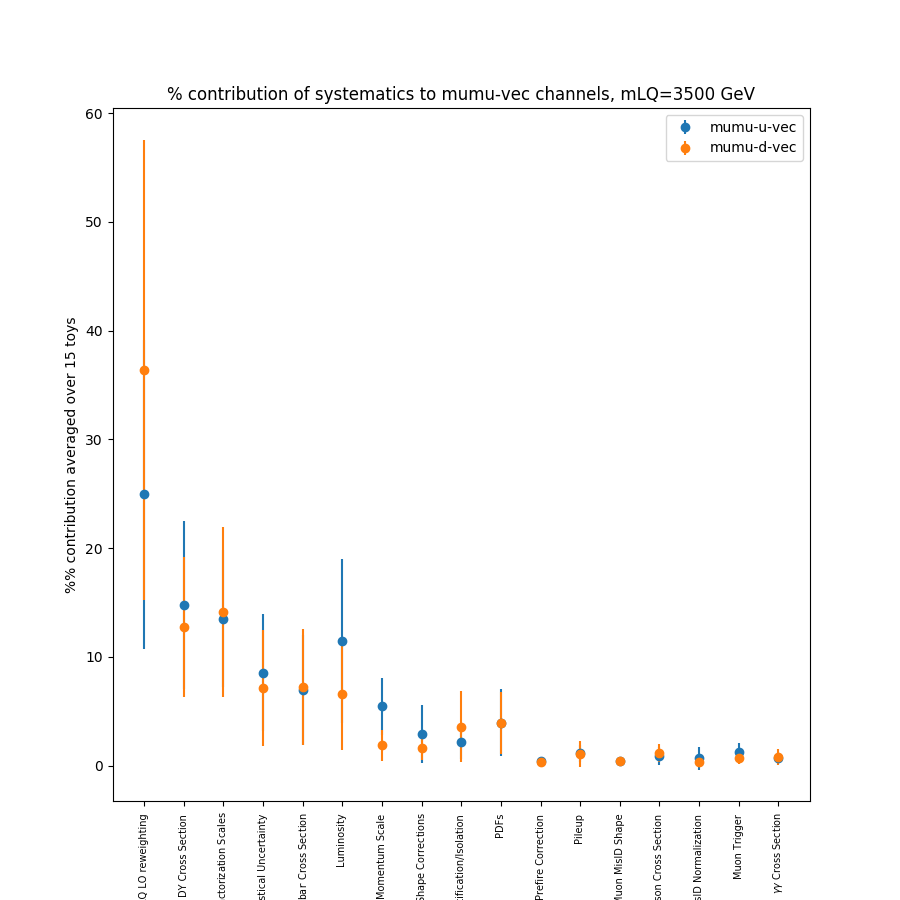 % contribution of systematics to mumu-vec channels, mLQ=3500 GeV
mumu-u-vec
mumu-d-vec
%% contribution averaged over 15 toys
60
50
40
30
20
10
0
Q LO reweighting
DY Cross Section
ctorization Scales
stical Uncertainty
bar Cross Section
Luminosity
Momentum Scale
Shape Corrections
tification/Isolation
PDFs
Prefire Correction
Pileup
Muon MisID Shape
son Cross Section
sID Normalization
Muon Trigger
γγ Cross Section